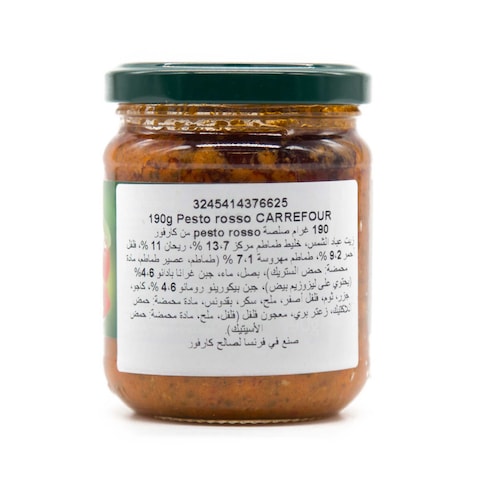 3245414376625
190g Pesto rosso CARREFOUR
190 غرام صلصة pesto rosso من كارفور
زيت عباد الشمس، خليط طماطم مركز 13،7 %، ريحان 11 %، فلفل
حمر 9،2 %، طماطم مهروسة 7،1 % (طماطم، عصير طماطم، مادة
محمضة: حمض الستريك)، بصل، ماء، جبن غرانا بادانو 4،6%
(يحتوي على ليزوزيم بيض)، جبن بيكورينو رومانو 4،6 %، كاجو،
جزر، ثوم، فلفل أصفر، ملح، سكر، بقدونس، مادة محمضة: حمض
اللاكتيك، زعتر بري، معجون فلفل (فلفل، ملح، مادة محمضة: حمض
الأسيتيك).
صنع في فرنسا لصالح كارفور